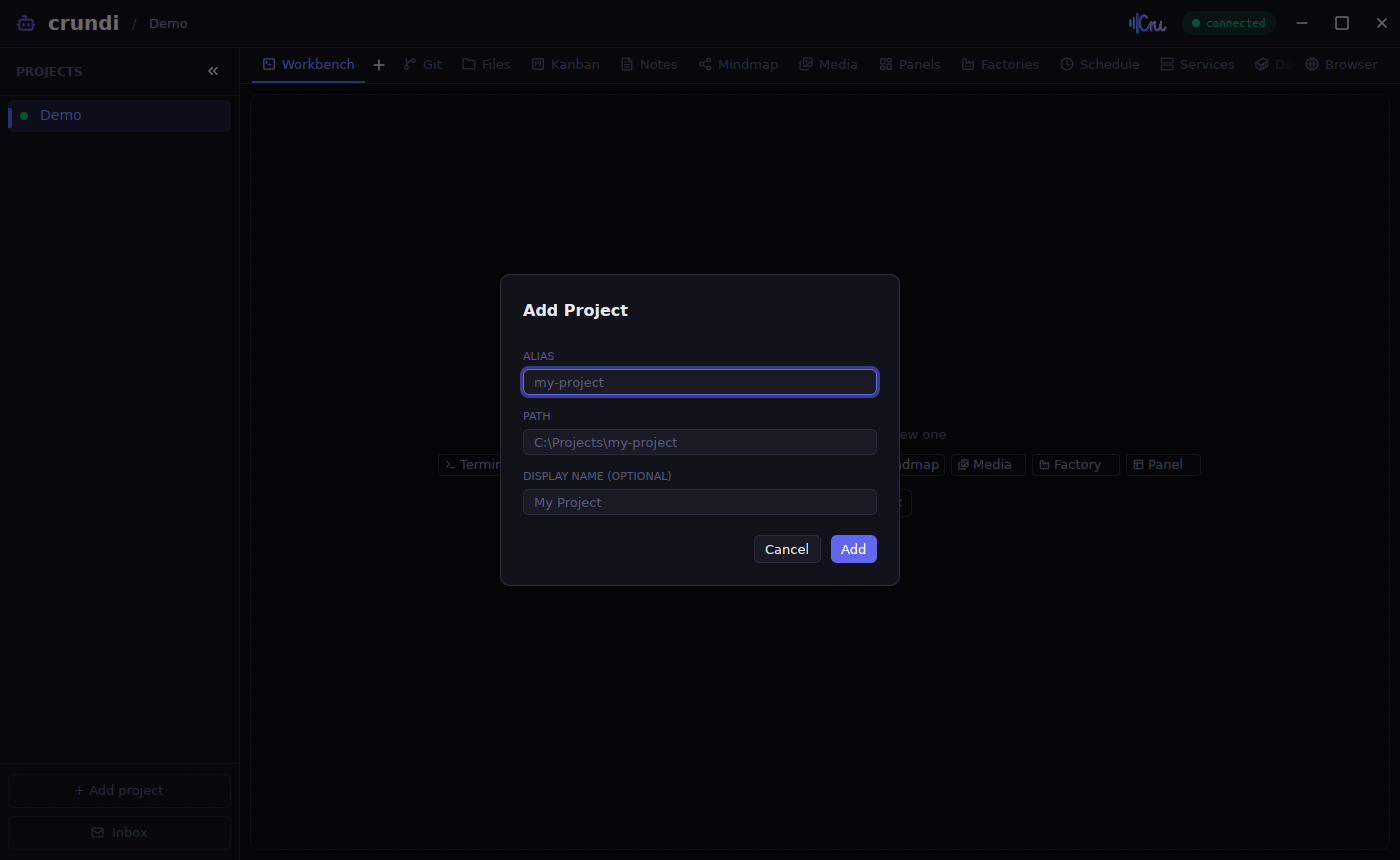 crundi / Demo
Cru
connected
PROJECTS
Workbench
Git
Files
Kanban
Notes
Mindmap
Media
Panels
Factories
Schedule
Services
Browser
Demo
Add Project
ALIAS
my-project
PATH
C:\Projects\my-project
DISPLAY NAME (OPTIONAL)
My Project
Cancel
Add
ew one
Termin
dmap
Media
Factory
Panel
+ Add project
Inbox